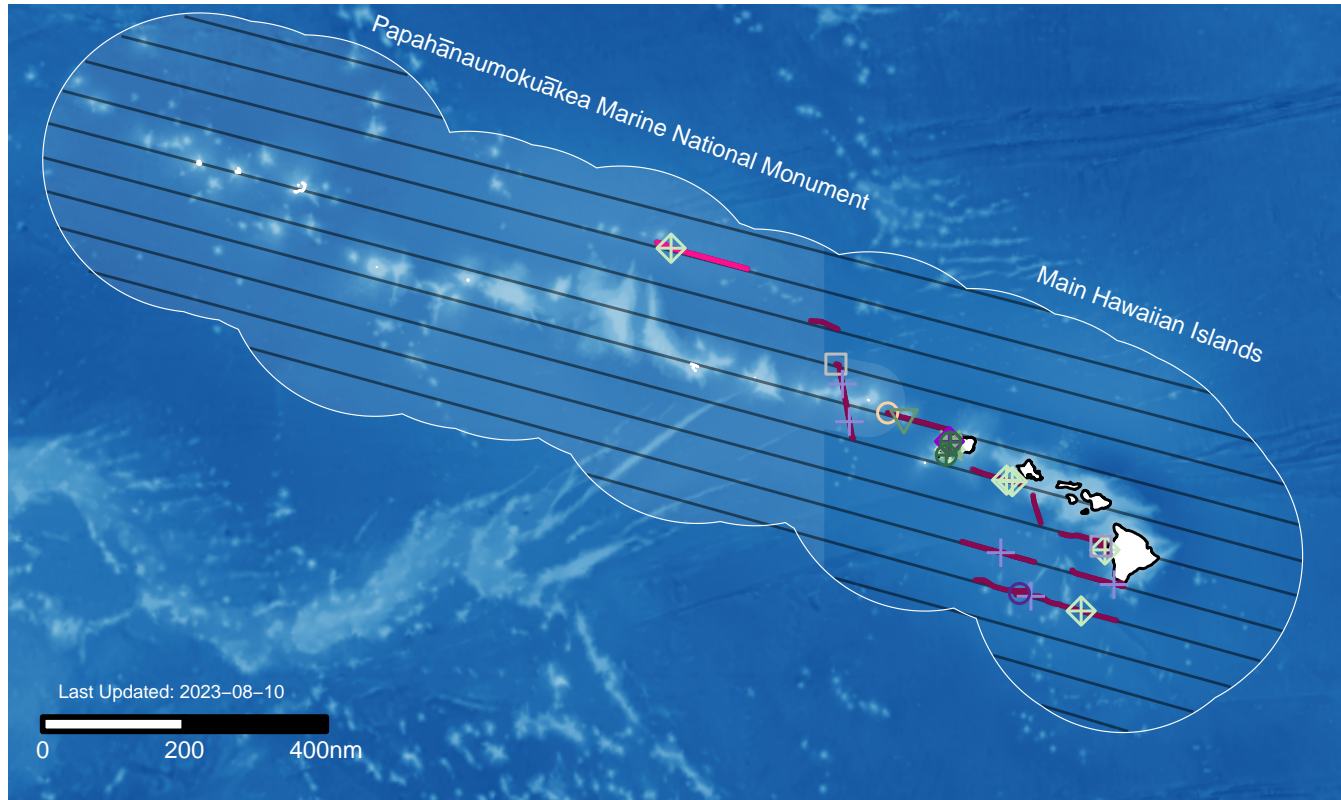 Papahānaumokuākea Marine National Monument
Main Hawaiian Islands
Last Updated: 2023−08−10
0 200 400nm